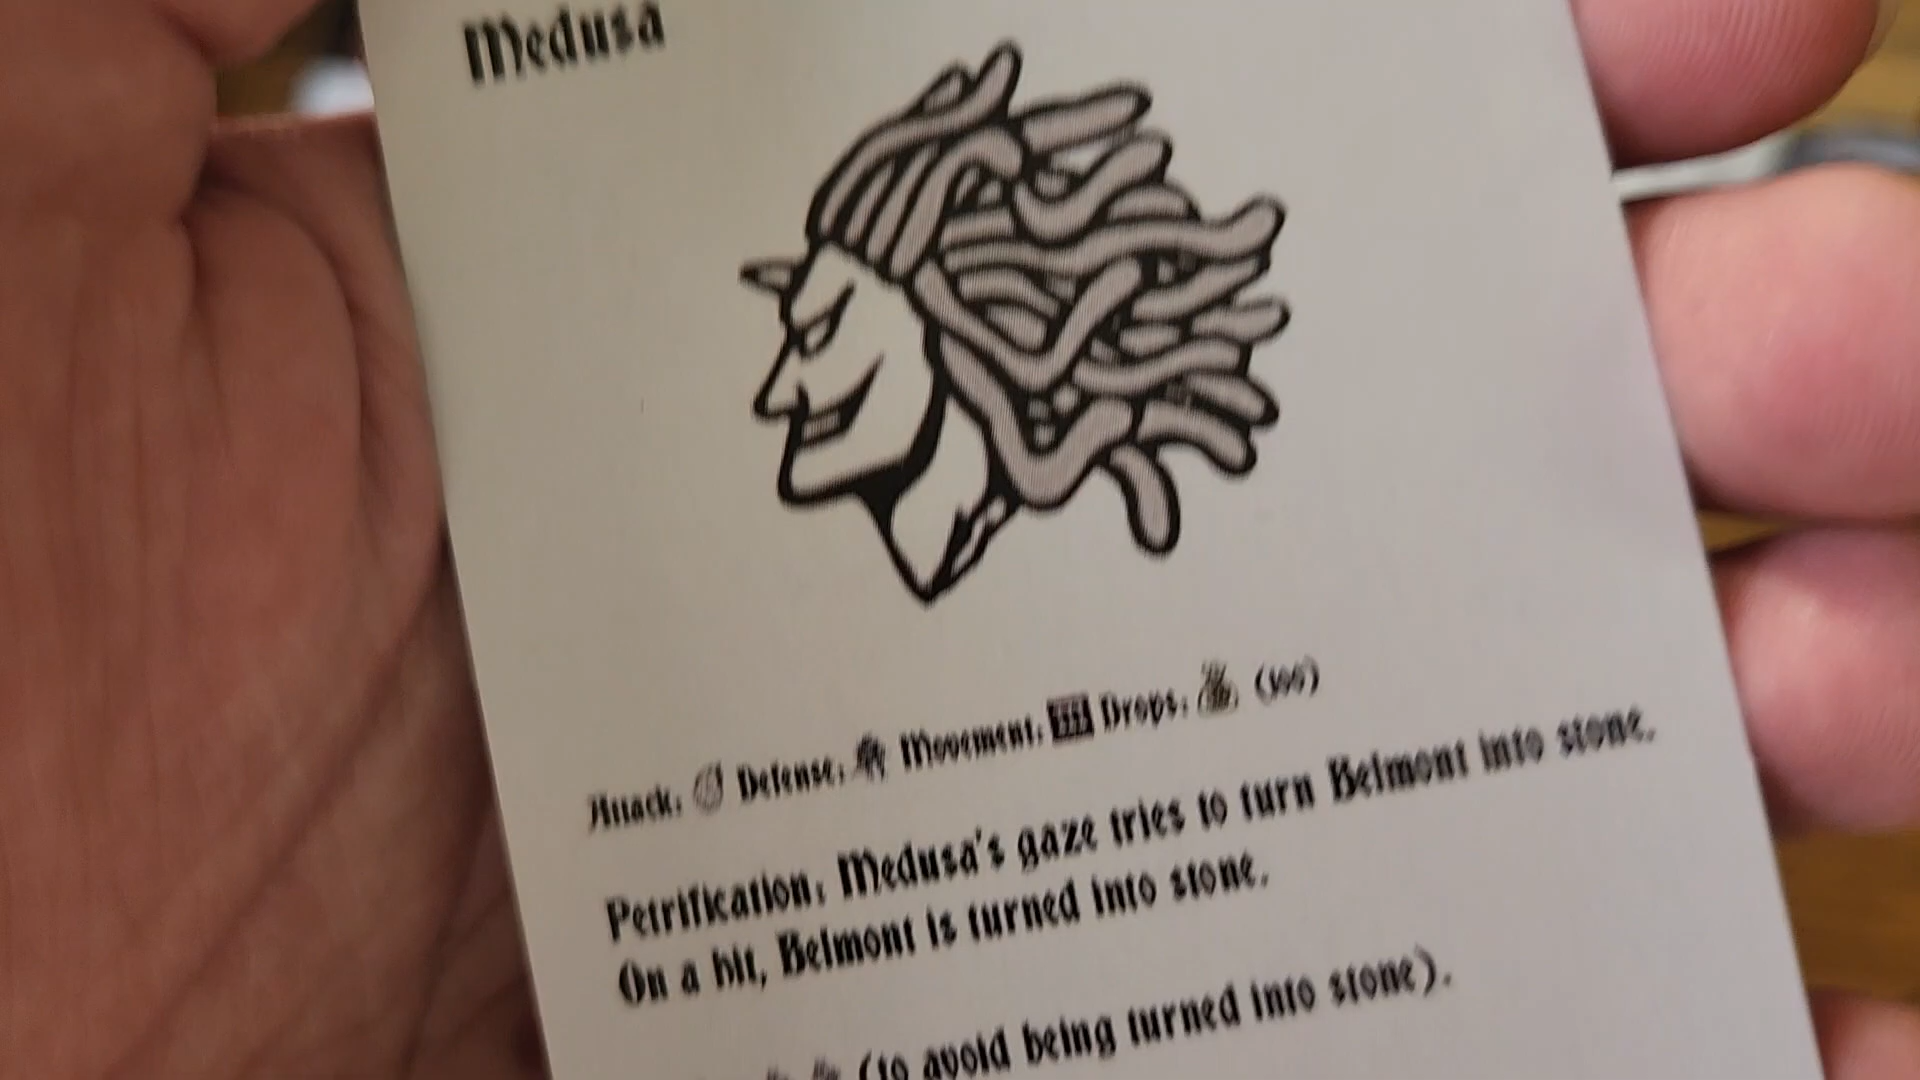 Medusa
Attack: Defense: Movement: Drops: (100)
Petrification: Medusa's gaze tries to turn Belmont into stone.
On a hit, Belmont is turned into stone.
(to avoid being turned into stone).